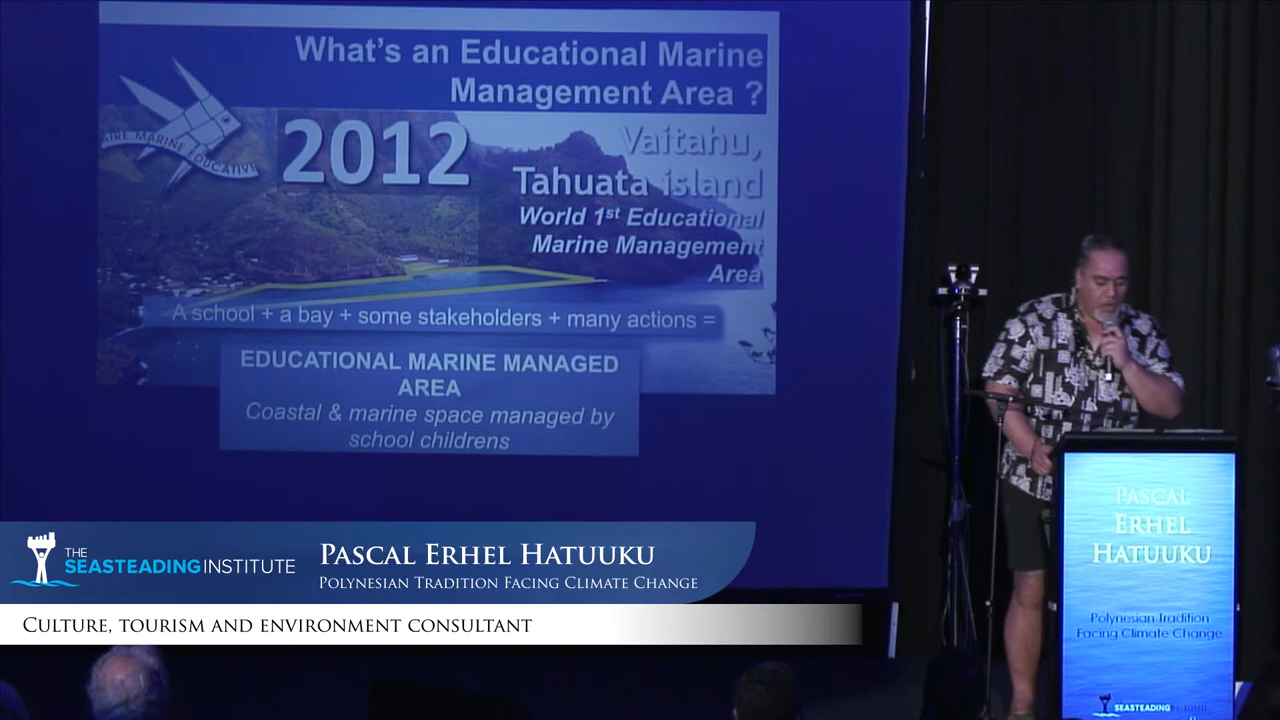 What's an Educational Marine
Management Area ?
AIRE MARINE EDUCATIVE
2012
Vaitahu,
Tahuata island
World 1st Educational
Marine Management
Area
A school + a bay + some stakeholders + many actions =
EDUCATIONAL MARINE MANAGED
AREA
Coastal & marine space managed by
school childrens
THE
SEASTEADING INSTITUTE
PASCAL ERHEL HATUUKU
POLYNESIAN TRADITION FACING CLIMATE CHANGE
CULTURE, TOURISM AND ENVIRONMENT CONSULTANT
PASCAL
ERHEL
HATUUKU
Polynesian Tradition
Facing Climate Change
SEASTEADING